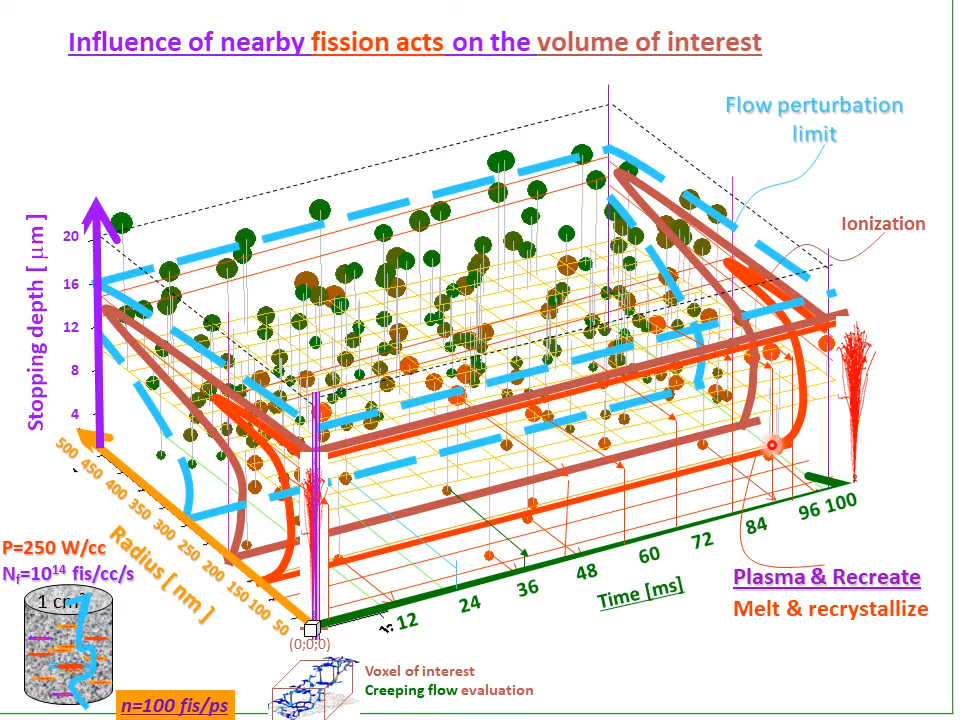 Influence of nearby fission acts on the volume of interest
Flow perturbation
limit
Ionization
Stopping depth [ μm ]
20
16
12
8
4
500 450 400 350 300 250 200 150 100 50
Radius [ nm ]
12 24 36 48 60 72 84 96 100
Time [ms]
(0;0;0)
P=250 W/cc
Nf=10¹⁴ fis/cc/s
n=100 fis/ps
Voxel of interest
Creeping flow evaluation
Plasma & Recreate
Melt & recrystallize